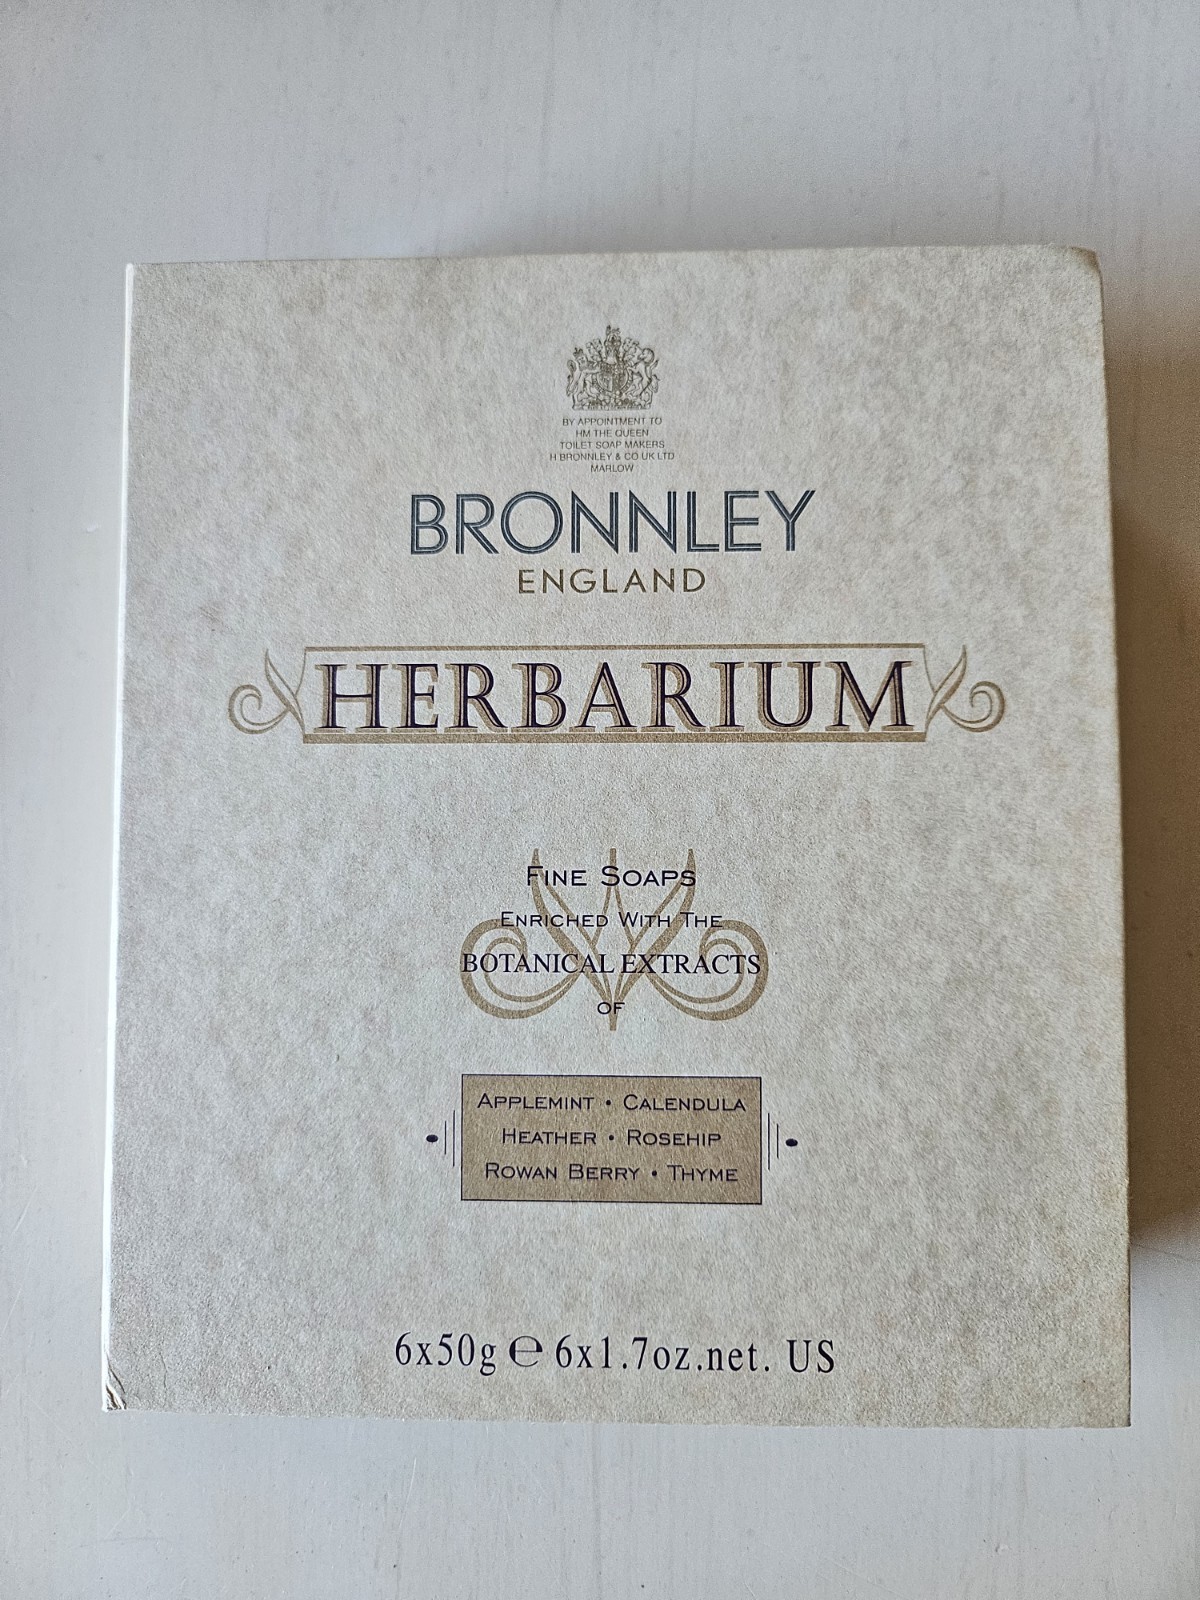 BY APPOINTMENT TO
HM THE QUEEN
TOILET SOAP MAKERS
H BRONNLEY & CO UK LTD
MARLOW
BRONNLEY
ENGLAND
HERBARIUM
FINE SOAPS
ENRICHED WITH THE
BOTANICAL EXTRACTS
OF
APPLEMINT • CALENDULA
HEATHER • ROSEHIP
ROWAN BERRY • THYME
6x50g ℮ 6x1.7oz.net. US